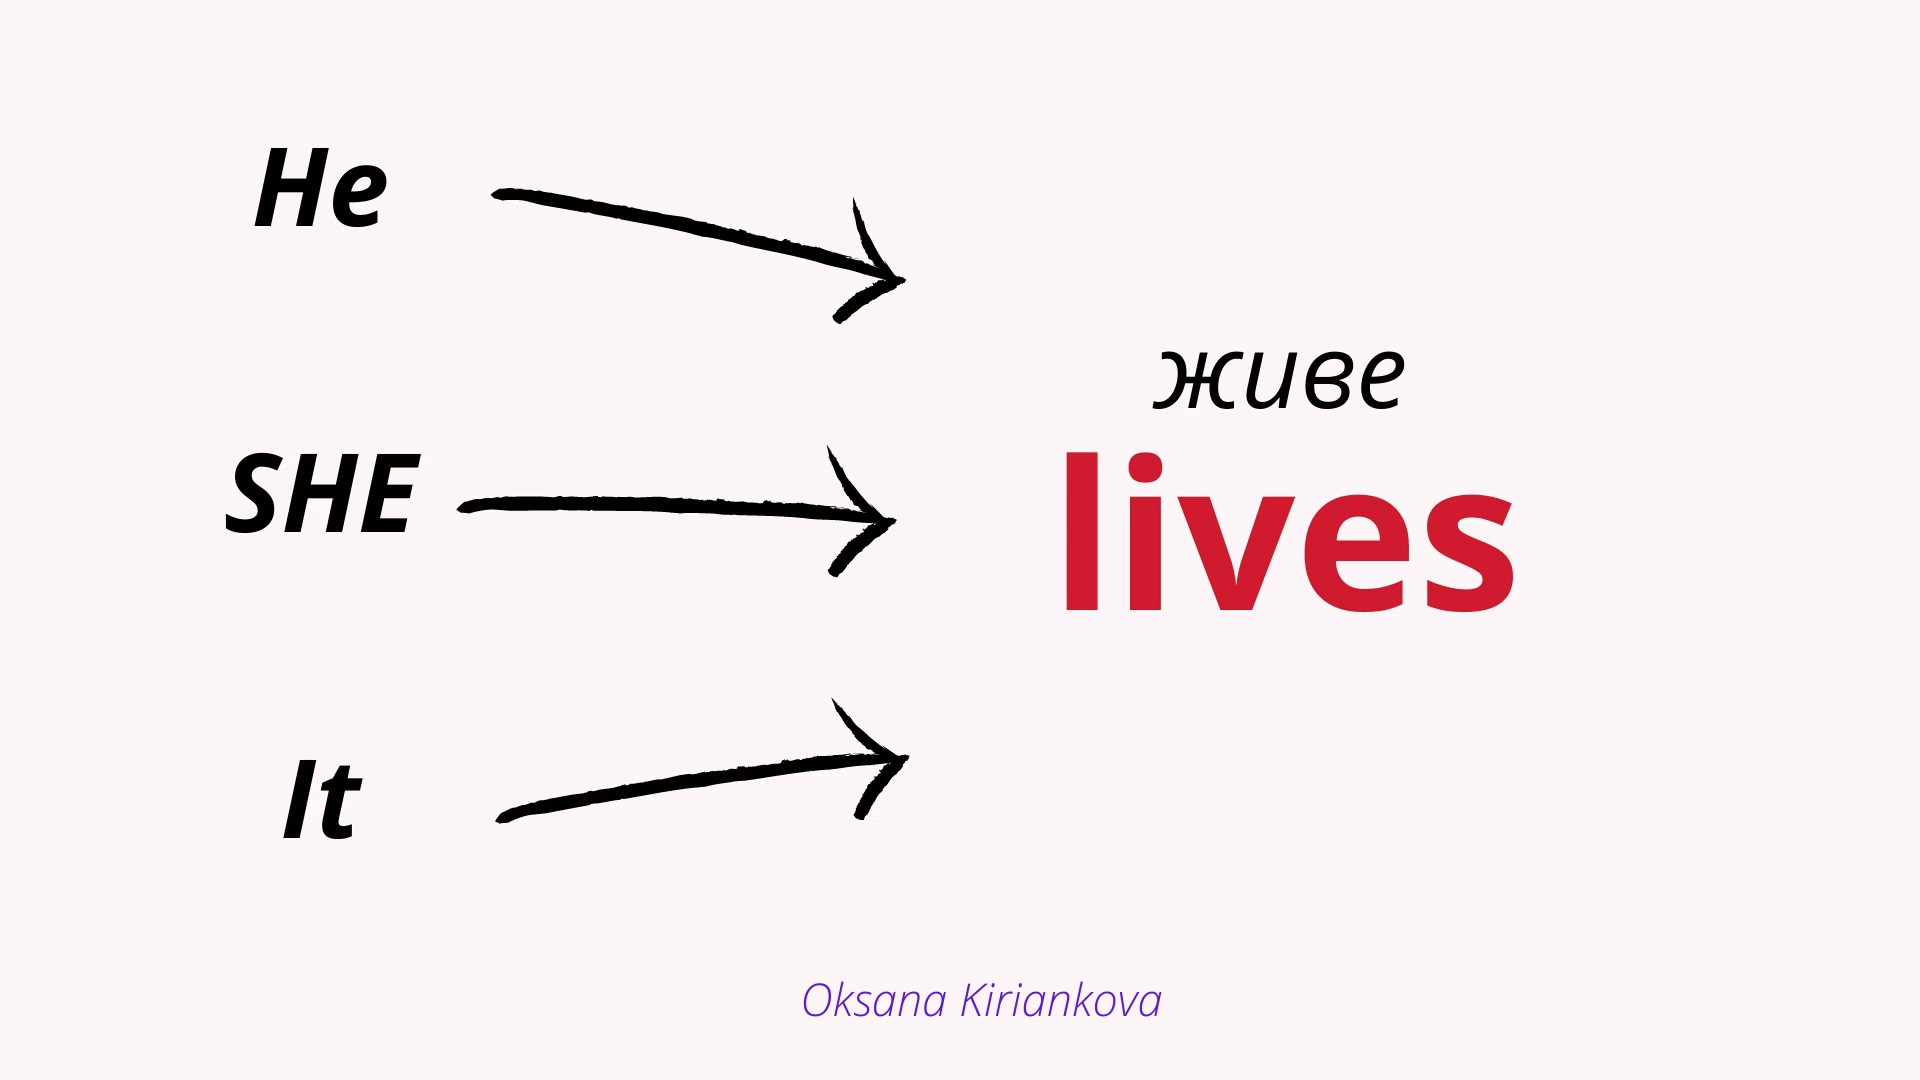 He
SHE
It
живе
lives
Oksana Kiriankova